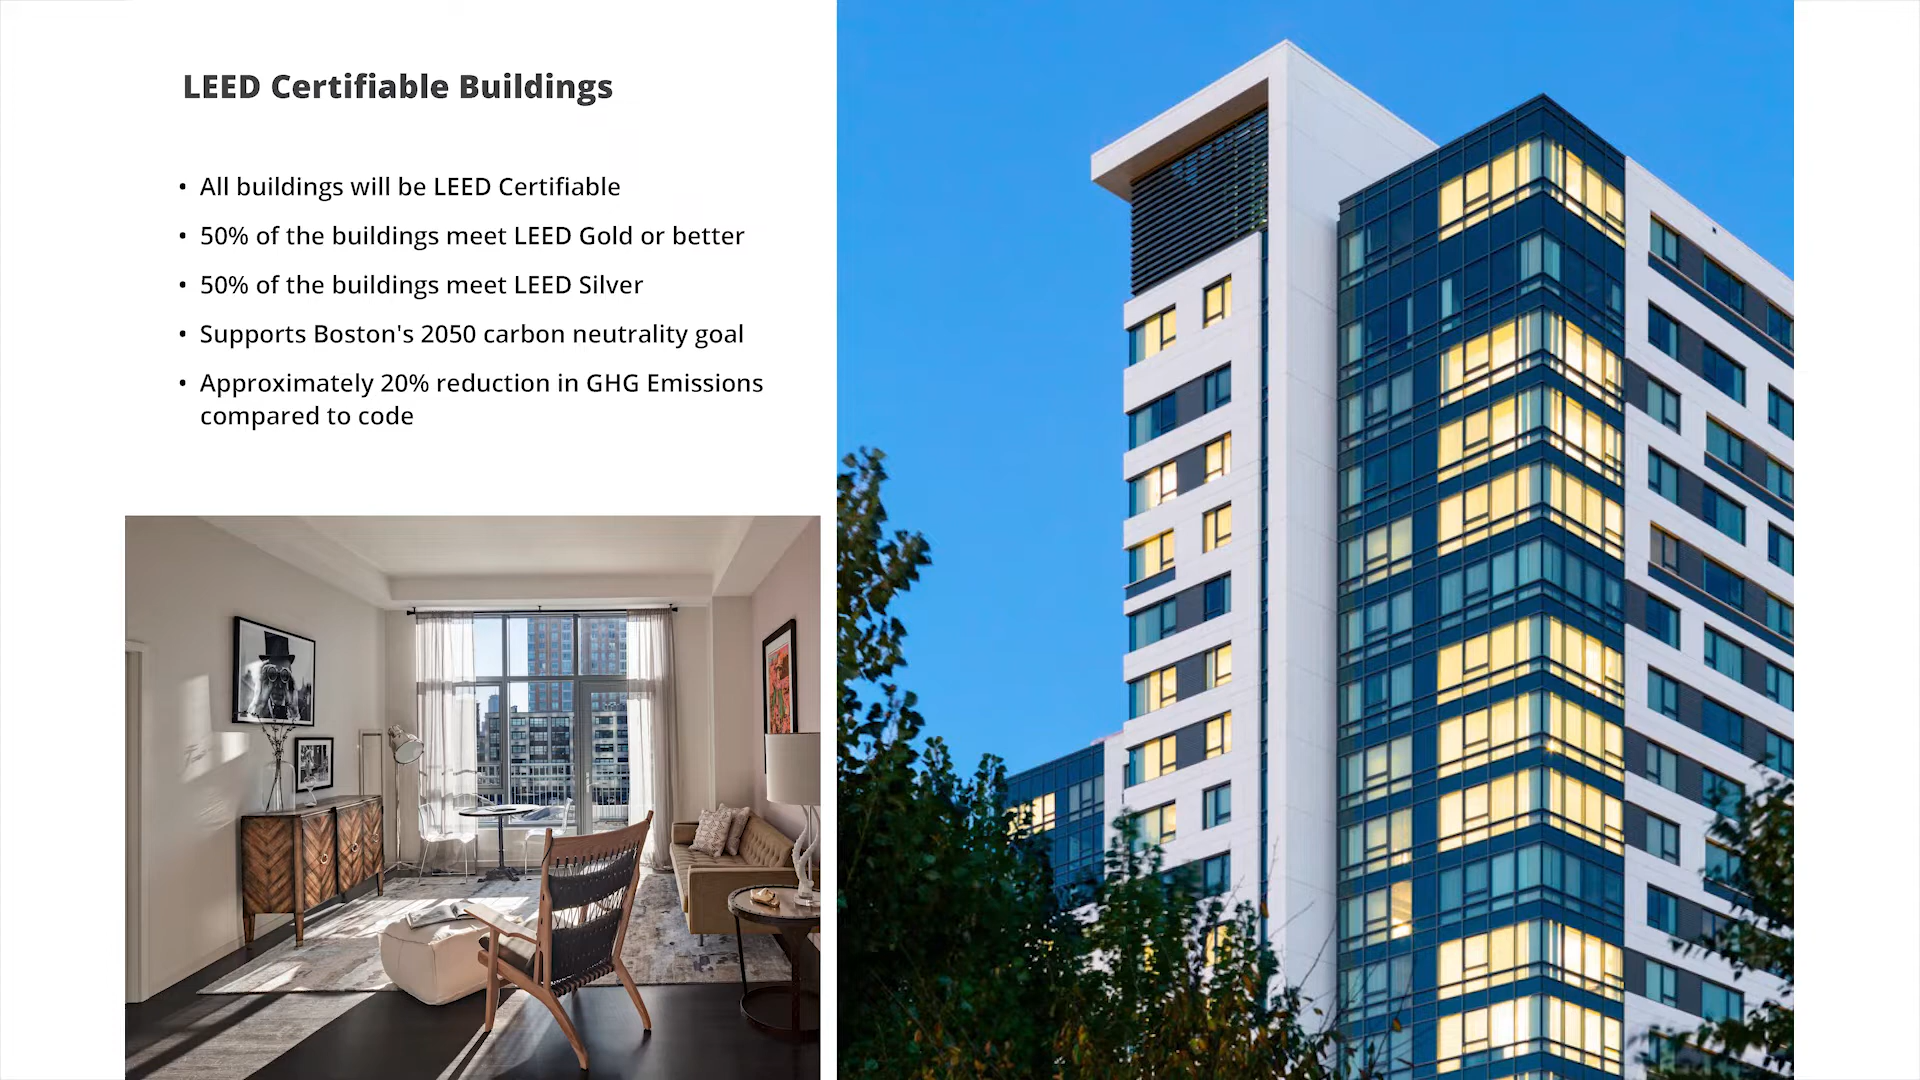 LEED Certifiable Buildings
• All buildings will be LEED Certifiable
• 50% of the buildings meet LEED Gold or better
• 50% of the buildings meet LEED Silver
• Supports Boston's 2050 carbon neutrality goal
• Approximately 20% reduction in GHG Emissions
compared to code